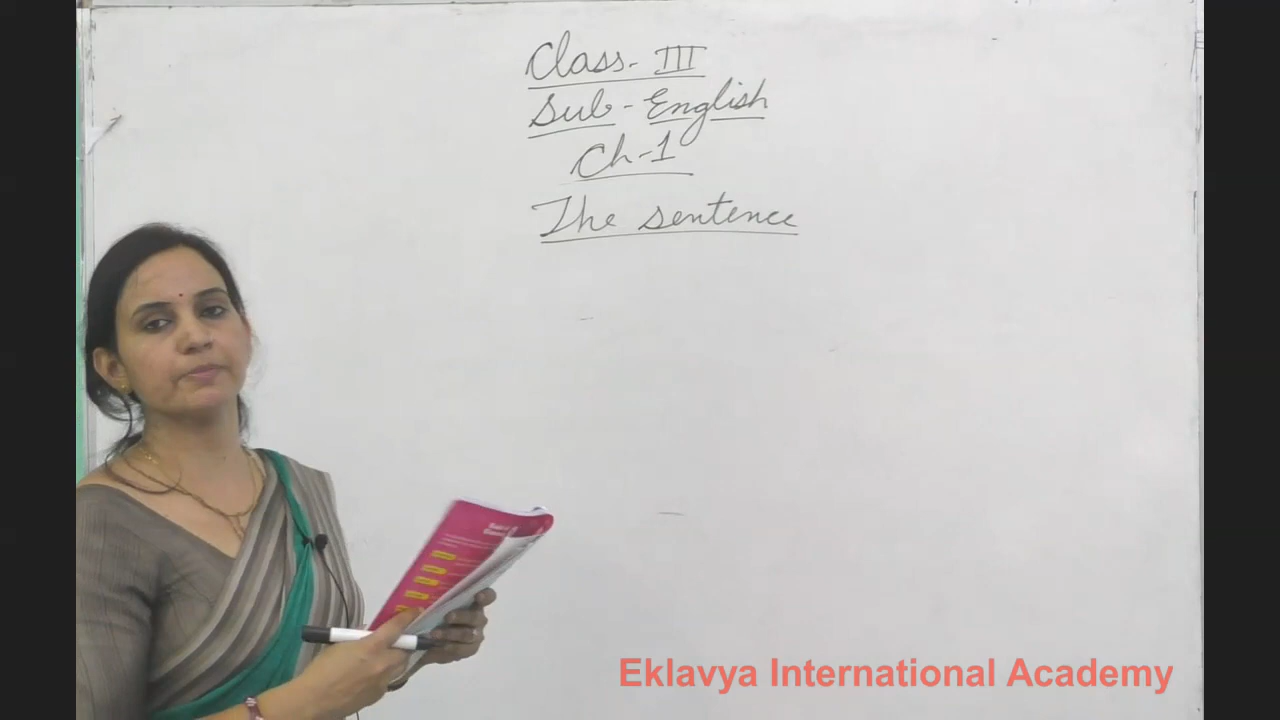 Class- III
Sub - English
Ch-1
The sentence
Eklavya International Academy